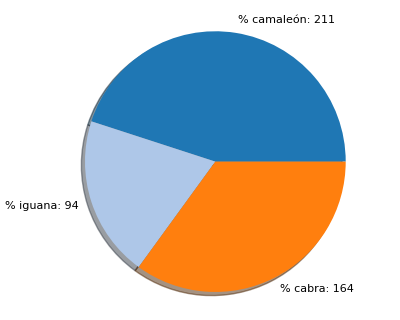 % camaleón: 211
% iguana: 94
% cabra: 164